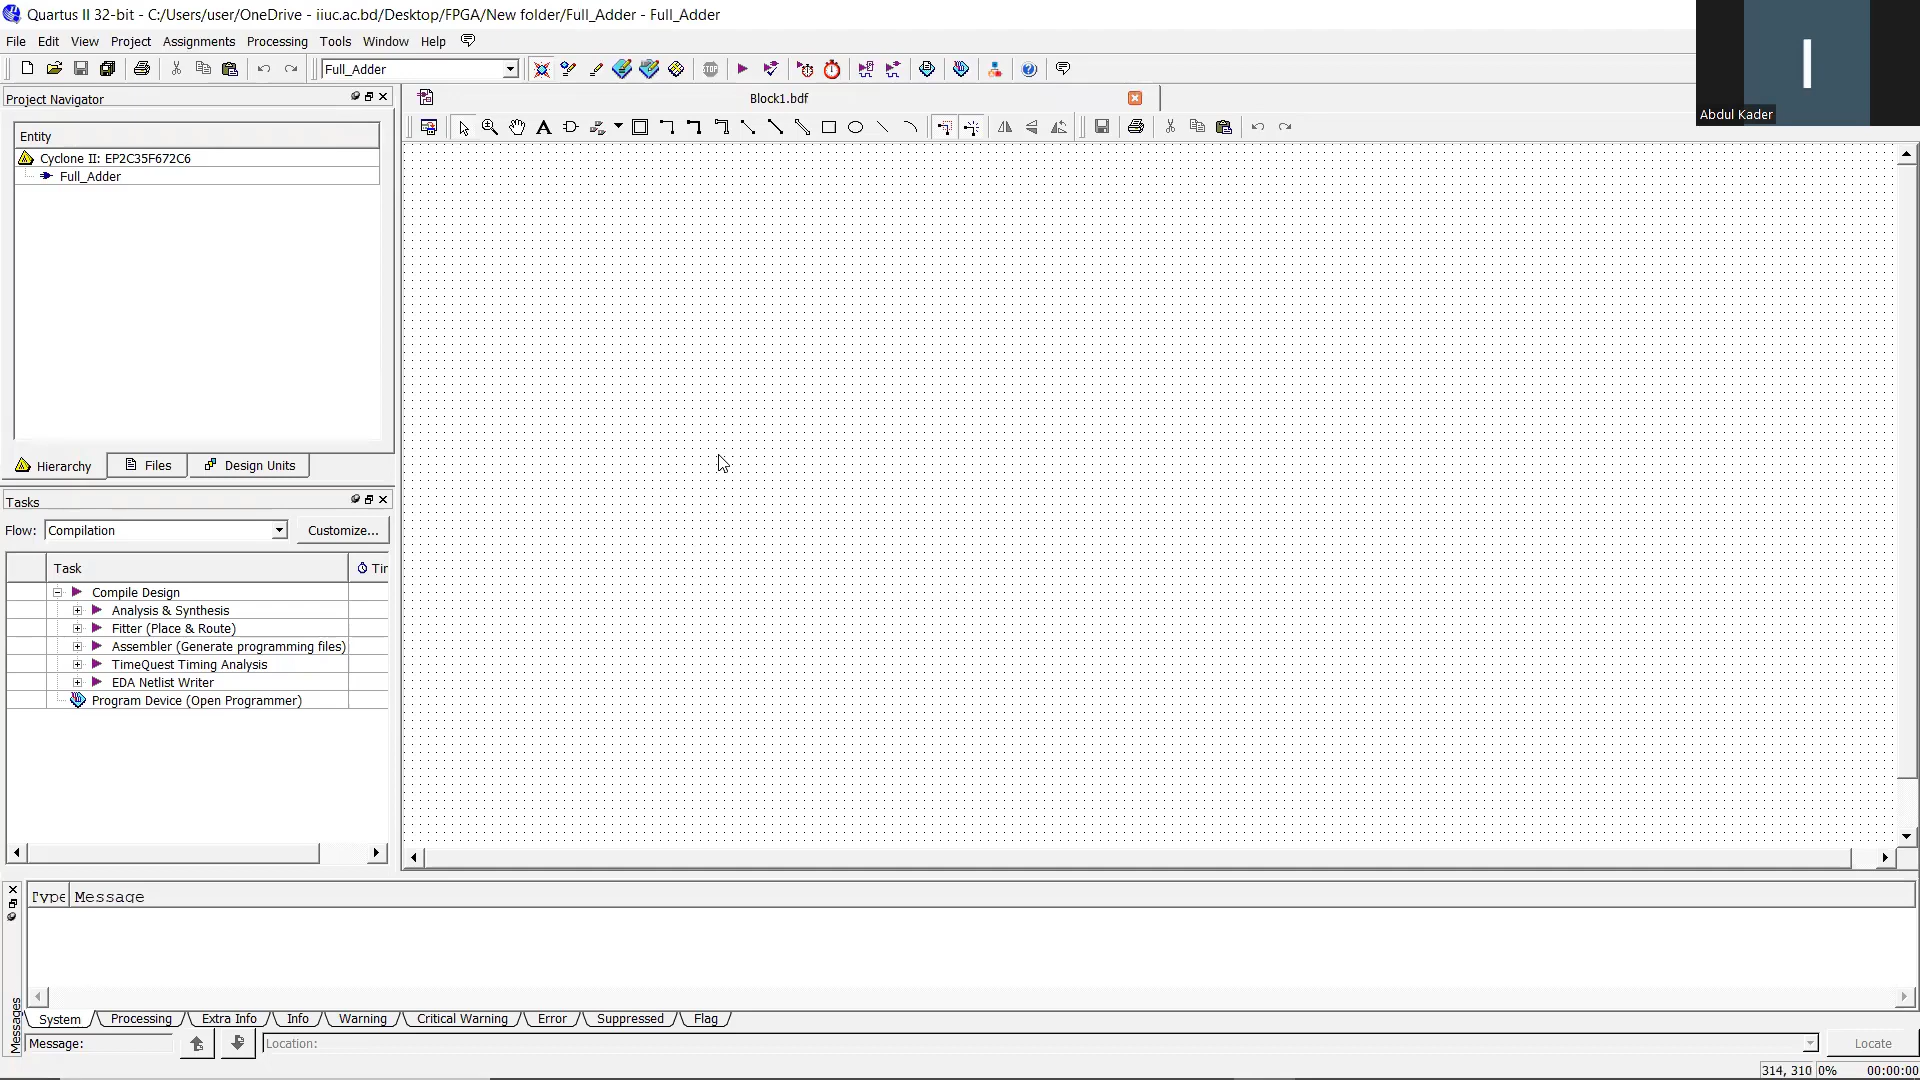 Quartus II 32-bit - C:/Users/user/OneDrive - iiuc.ac.bd/Desktop/FPGA/New folder/Full_Adder - Full_Adder
File Edit View Project Assignments Processing Tools Window Help
Full_Adder
STOP
I
Abdul Kader
Project Navigator
Block1.bdf
Entity
Cyclone II: EP2C35F672C6
Full_Adder
Hierarchy Files Design Units
Tasks
Flow: Compilation Customize...
Task Tir
Compile Design
Analysis & Synthesis
Fitter (Place & Route)
Assembler (Generate programming files)
TimeQuest Timing Analysis
EDA Netlist Writer
Program Device (Open Programmer)
Type Message
Messages
System Processing Extra Info Info Warning Critical Warning Error Suppressed Flag
Message: Location: Locate
314, 310 0% 00:00:00